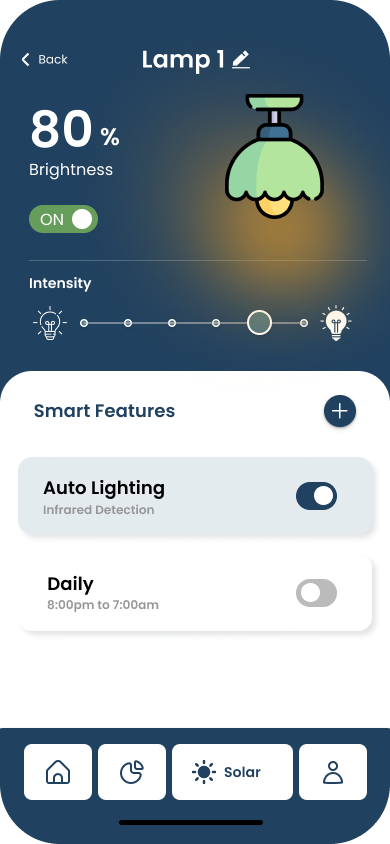 Back
Lamp 1
80 %
Brightness
ON
Intensity
Smart Features
Auto Lighting
Infrared Detection
Daily
8:00pm to 7:00am
Solar